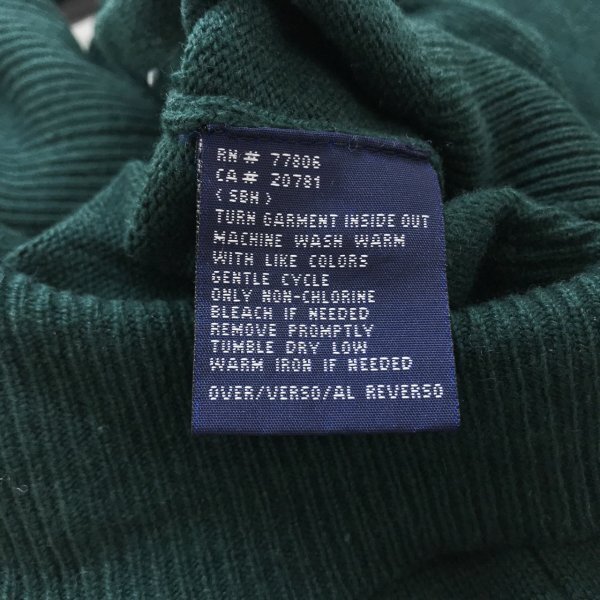 RN# 77806
CA# 20781
(SBH)
TURN GARMENT INSIDE OUT
MACHINE WASH WARM
WITH LIKE COLORS
GENTLE CYCLE
ONLY NON-CHLORINE
BLEACH IF NEEDED
REMOVE PROMPTLY
TUMBLE DRY LOW
WARM IRON IF NEEDED
OVER/VERSO/AL REVERSO